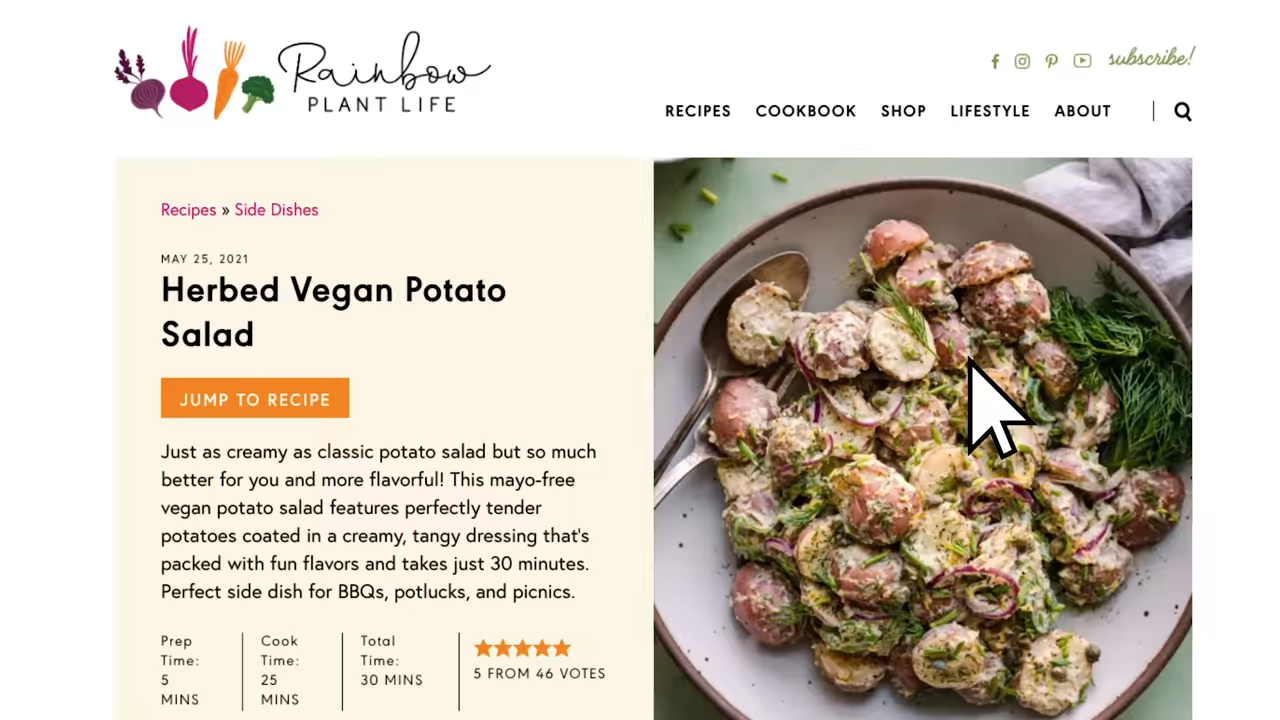 Rainbow
PLANT LIFE
subscribe!
RECIPES COOKBOOK SHOP LIFESTYLE ABOUT
Recipes » Side Dishes
MAY 25, 2021
Herbed Vegan Potato
Salad
JUMP TO RECIPE
Just as creamy as classic potato salad but so much
better for you and more flavorful! This mayo-free
vegan potato salad features perfectly tender
potatoes coated in a creamy, tangy dressing that's
packed with fun flavors and takes just 30 minutes.
Perfect side dish for BBQs, potlucks, and picnics.
Prep
Time:
5
MINS
Cook
Time:
25
MINS
Total
Time:
30 MINS
5 FROM 46 VOTES